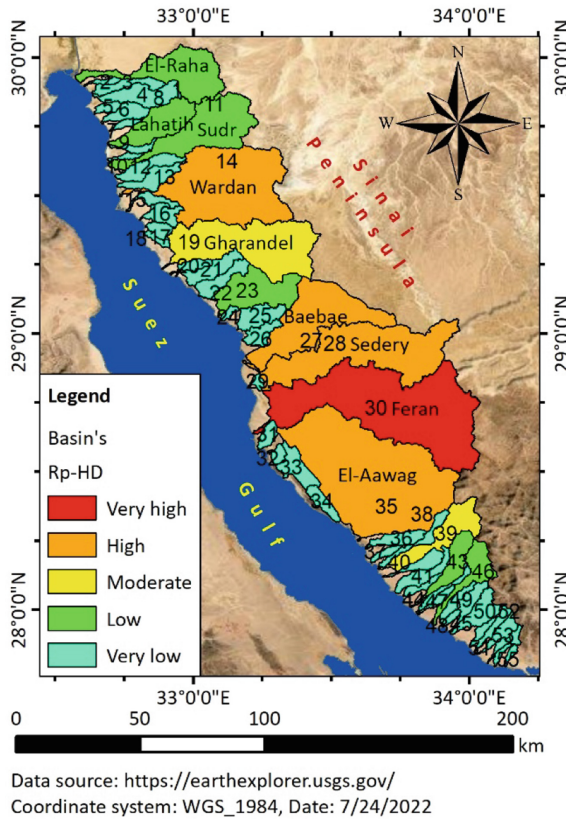 33°0'0"E 34°0'0"E
30°0'0"N 30°0'0"N
N
W E
S
El-Raha
2 3
4 8
5 6
11
Lahatih
Sudr
9
10 12
13
14
Wardan
Sinai
Peninsula
15
16
18 17
19 Gharandel
20 21
22 23
24 25
Baebae
26
27 28 Sedery
29°0'0"N 29°0'0"N
29
30 Feran
Suez
Gulf
31
32 33
34
El-Aawag
35 38
36 39
40
41 43 46
44 47 49
48 45 50 52
53
51 55
28°0'0"N 28°0'0"N
Legend
Basin's
Rp-HD
Very high
High
Moderate
Low
Very low
33°0'0"E 34°0'0"E
0 50 100 200
km
Data source: https://earthexplorer.usgs.gov/
Coordinate system: WGS_1984, Date: 7/24/2022